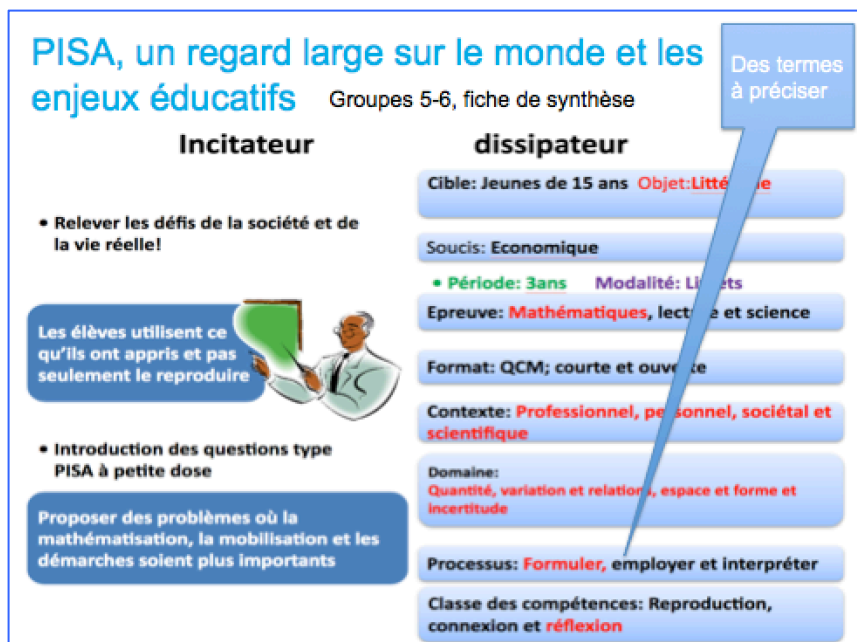 PISA, un regard large sur le monde et les
enjeux éducatifs Groupes 5-6, fiche de synthèse
Des termes
à préciser
Incitateur
• Relever les défis de la société et de
la vie réelle!
Les élèves utilisent ce
qu'ils ont appris et pas
seulement le reproduire
• Introduction des questions type
PISA à petite dose
Proposer des problèmes où la
mathématisation, la mobilisation et les
démarches soient plus importants
dissipateur
Cible: Jeunes de 15 ans Objet:
Soucis: Economique
• Période: 3ans Modalité: Livrets
Epreuve: Mathématiques, lecture et science
Format: QCM; courte et ouverte
Contexte: Professionnel, personnel, sociétal et
scientifique
Domaine:
Quantité, variation et relations, espace et forme et
incertitude
Processus: Formuler, employer et interpréter
Classe des compétences: Reproduction,
connexion et réflexion